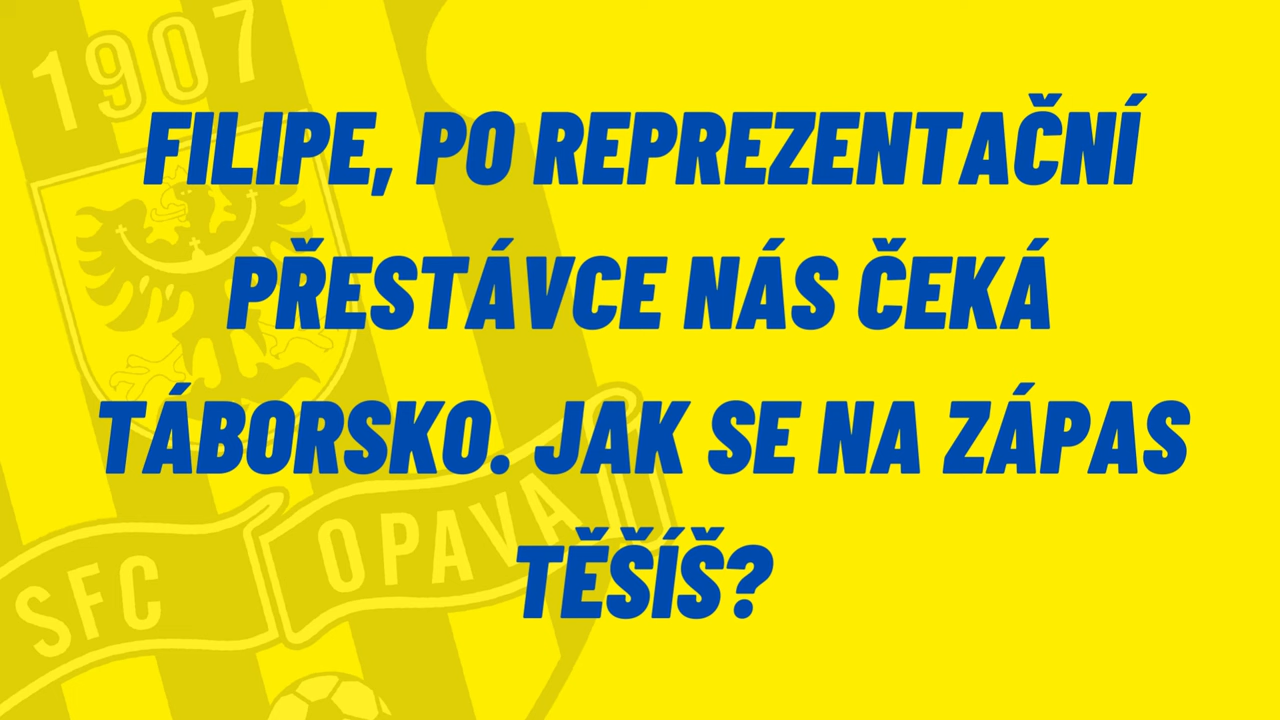 1907
FILIPE, PO REPREZENTAČNÍ
PŘESTÁVCE NÁS ČEKÁ
TÁBORSKO. JAK SE NA ZÁPAS
TĚŠÍŠ?
SFC OPAVA